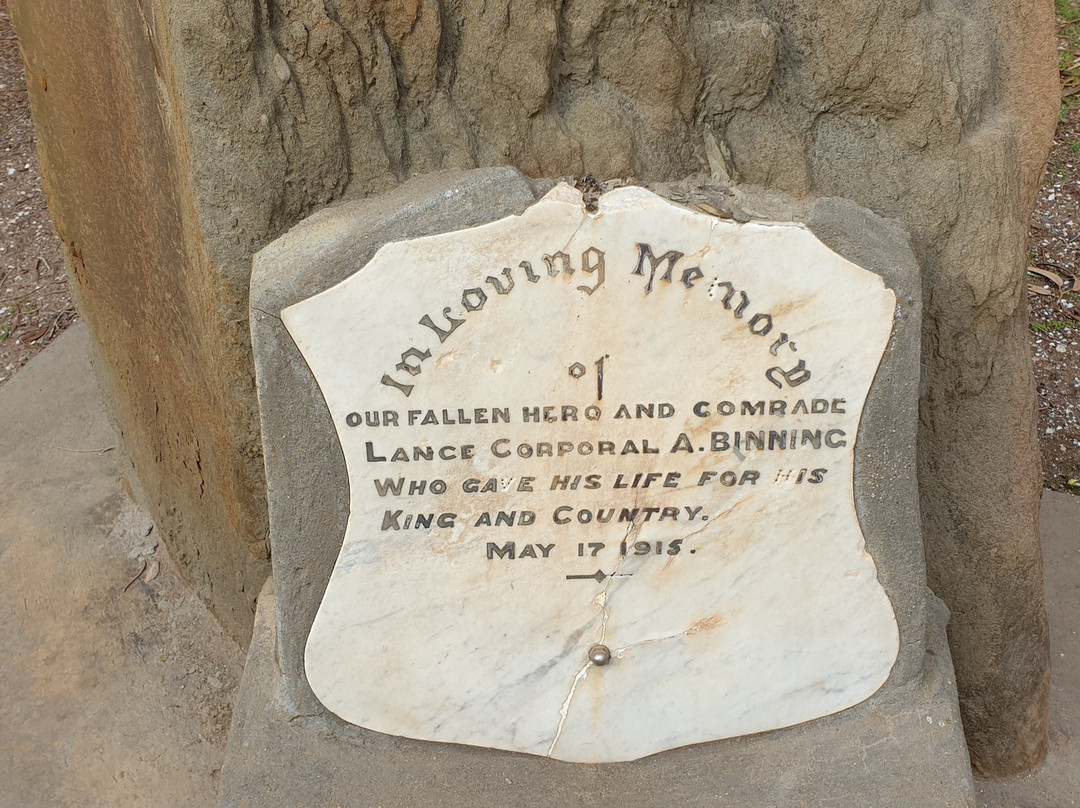 In Loving Memory
of
OUR FALLEN HERO AND COMRADE
LANCE CORPORAL A. BINNING
WHO GAVE HIS LIFE FOR HIS
KING AND COUNTRY.
MAY 17 1915.